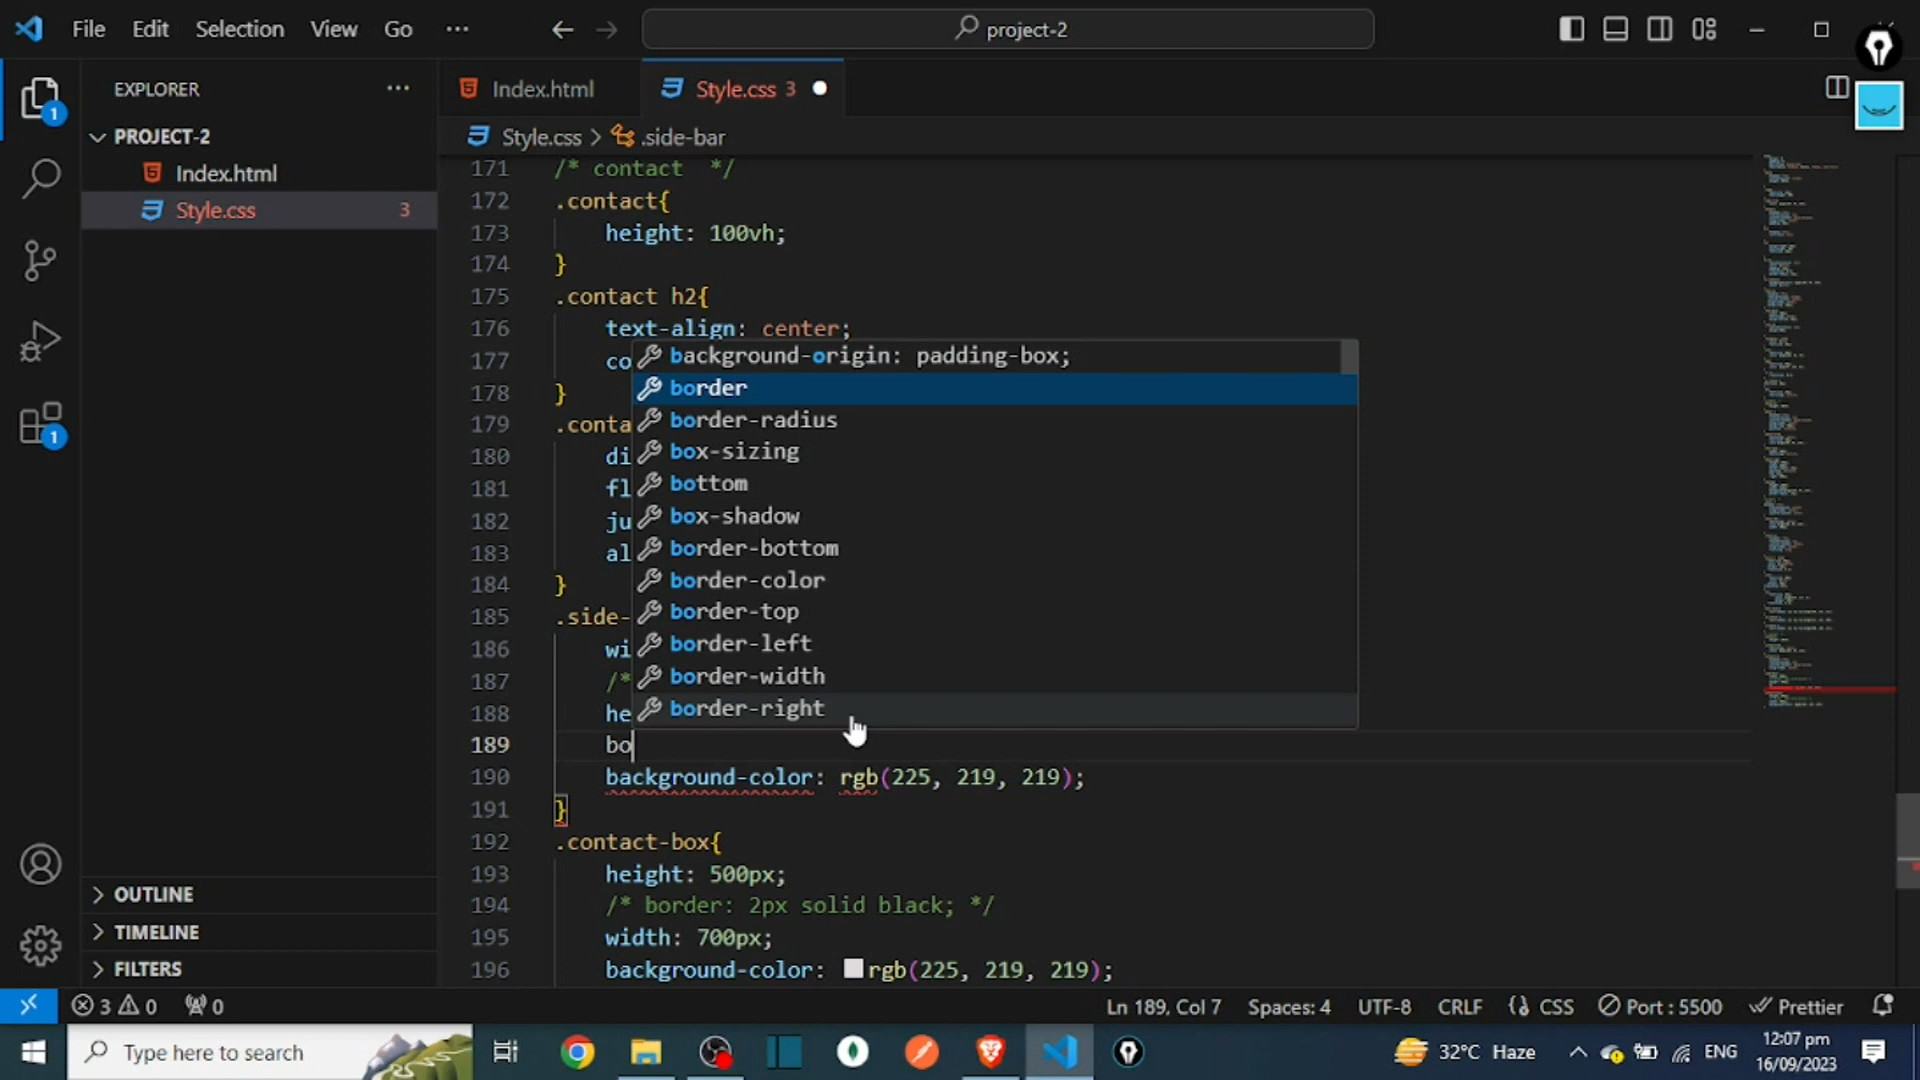 File Edit Selection View Go ···
project-2
EXPLORER ···
Index.html
Style.css 3
PROJECT-2
Index.html
Style.css 3
Style.css > .side-bar
171 /* contact */
172 .contact{
173 height: 100vh;
174 }
175 .contact h2{
176 text-align: center;
177 co
178 }
179 .conta
180 di
181 fl
182 ju
183 al
184 }
185 .side-
186 wi
187 /*
188 he
background-origin: padding-box;
border
border-radius
box-sizing
bottom
box-shadow
border-bottom
border-color
border-top
border-left
border-width
border-right
189 bo
190 background-color: rgb(225, 219, 219);
191 }
192 .contact-box{
193 height: 500px;
194 /* border: 2px solid black; */
195 width: 700px;
196 background-color: rgb(225, 219, 219);
1
1
OUTLINE
TIMELINE
FILTERS
3 0 0
Ln 189, Col 7 Spaces: 4 UTF-8 CRLF CSS Port : 5500 Prettier
Type here to search
32°C Haze
ENG
12:07 pm
16/09/2023